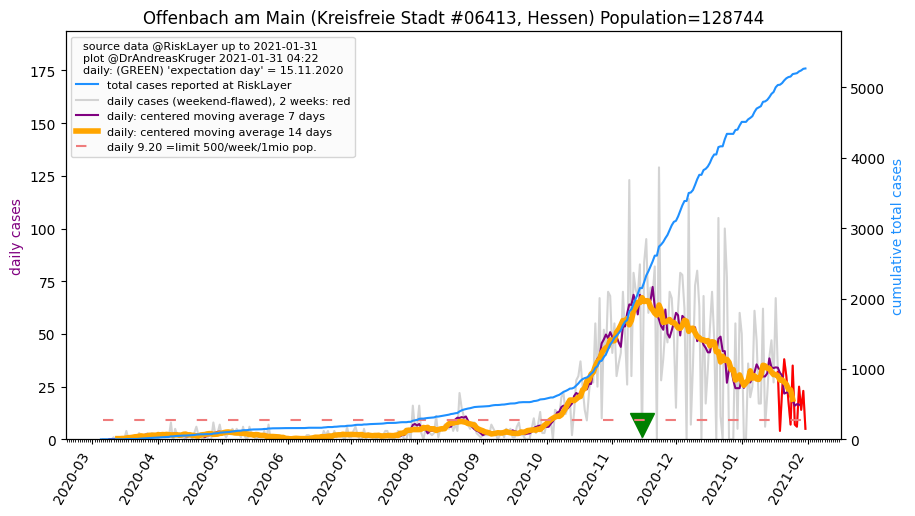 Offenbach am Main (Kreisfreie Stadt #06413, Hessen) Population=128744
source data @RiskLayer up to 2021-01-31
plot @DrAndreasKruger 2021-01-31 04:22
daily: (GREEN) 'expectation day' = 15.11.2020
total cases reported at RiskLayer
daily cases (weekend-flawed), 2 weeks: red
daily: centered moving average 7 days
daily: centered moving average 14 days
daily 9.20 =limit 500/week/1mio pop.
daily cases
175
150
125
100
75
50
25
0
5000
4000
3000
2000
1000
0
cumulative total cases
2020-03
2020-04
2020-05
2020-06
2020-07
2020-08
2020-09
2020-10
2020-11
2020-12
2021-01
2021-02